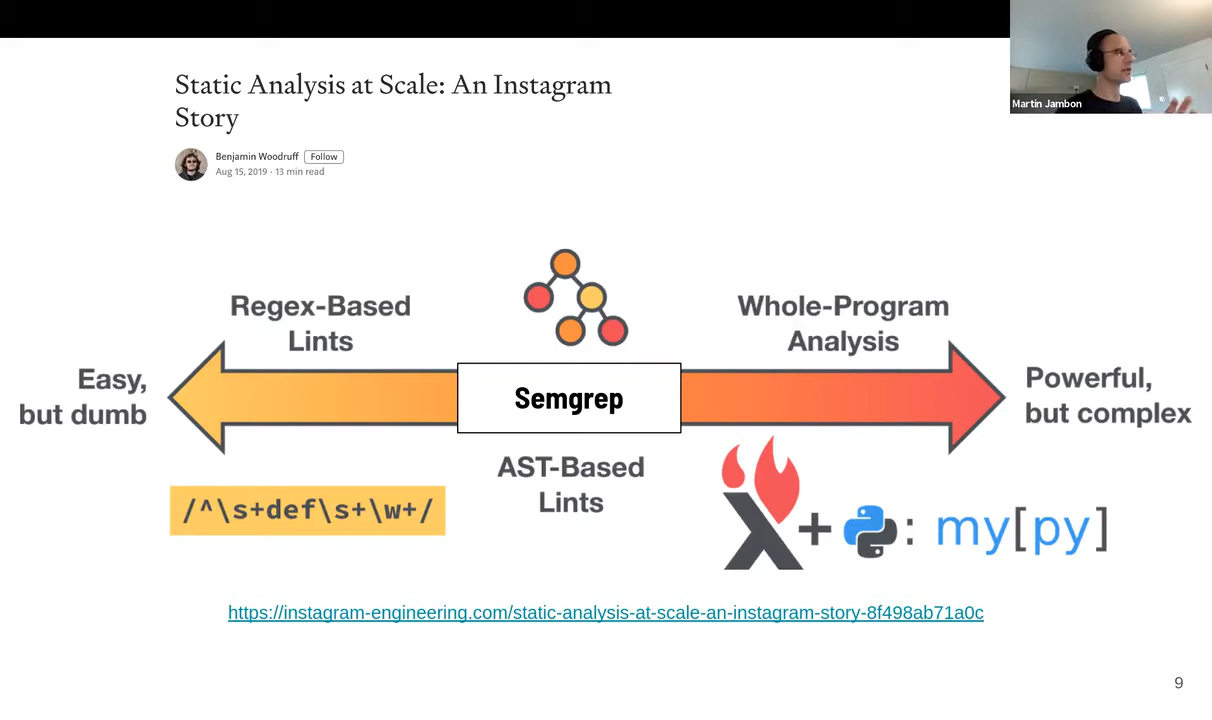 Static Analysis at Scale: An Instagram
Story
Benjamin Woodruff Follow
Aug 15, 2019 · 13 min read
Martin Jambon
Regex-Based
Lints
Whole-Program
Analysis
Easy,
but dumb
Semgrep
Powerful,
but complex
AST-Based
Lints
/^\s+def\s+\w+/
+ : my[py]
https://instagram-engineering.com/static-analysis-at-scale-an-instagram-story-8f498ab71a0c
9